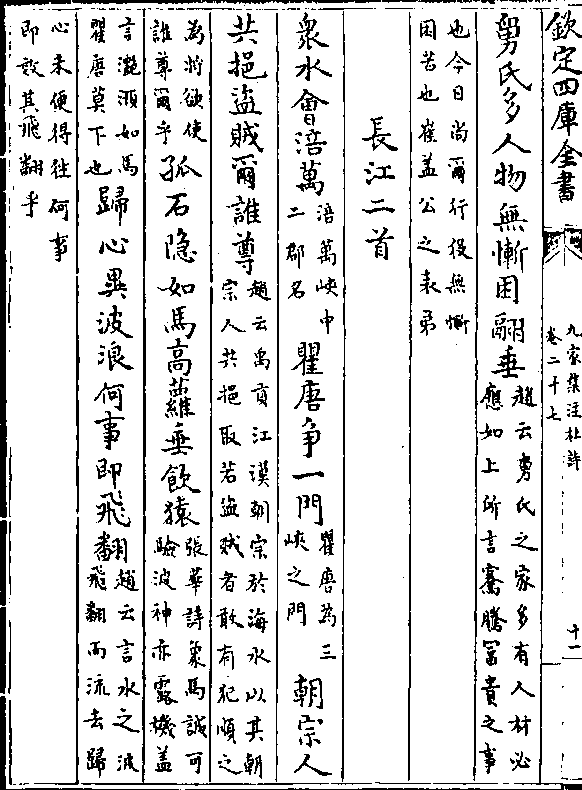 欽定四庫全書
九家集注杜詩
卷二十七
十一
舅氏多人物無慚困翮垂
趙云舅氏之家多有人材必
應如上所言騫騰冨貴之事
也今日尚爾行役無慚
困苦也崔盖公之表弟
長江二首
衆水會涪萬
涪萬峽中
二郡名
瞿唐争一門
瞿唐為三
峽之門
朝宗人
共挹盜賊爾誰尊
趙云禹貢江漢朝宗於海水以其朝
宗人共挹取若盜賊者敢有犯順之
為將欲使
誰尊爾乎
孤石隐如馬高蘿垂飲猿
張華詩象馬誠可
驗波神亦露機盖
言灔澦如馬
瞿唐莫下也
歸心異波浪何事即飛翻
趙云言水之波
飛翻而流去歸
心未便得徃何事
即效其飛翻乎